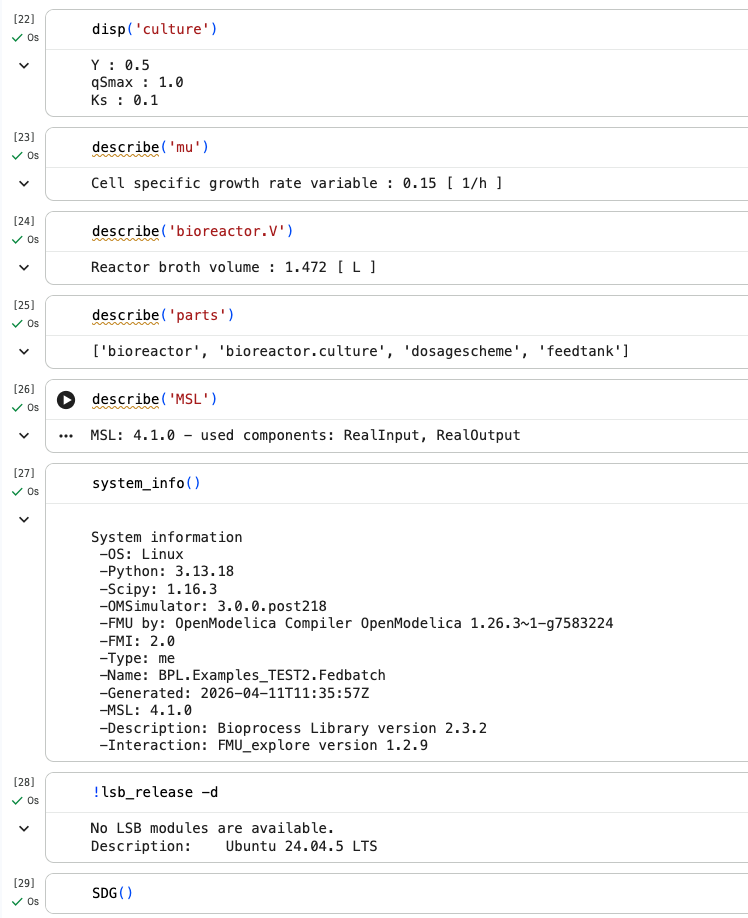 [22]
0s
disp('culture')
Y : 0.5
qSmax : 1.0
Ks : 0.1
[23]
0s
describe('mu')
Cell specific growth rate variable : 0.15 [ 1/h ]
[24]
0s
describe('bioreactor.V')
Reactor broth volume : 1.472 [ L ]
[25]
0s
describe('parts')
['bioreactor', 'bioreactor.culture', 'dosagescheme', 'feedtank']
[26]
0s
describe('MSL')
MSL: 4.1.0 - used components: RealInput, RealOutput
[27]
0s
system_info()
System information
-OS: Linux
-Python: 3.13.18
-Scipy: 1.16.3
-OMSimulator: 3.0.0.post218
-FMU by: OpenModelica Compiler OpenModelica 1.26.3~1-g7583224
-FMI: 2.0
-Type: me
-Name: BPL.Examples_TEST2.Fedbatch
-Generated: 2026-04-11T11:35:57Z
-MSL: 4.1.0
-Description: Bioprocess Library version 2.3.2
-Interaction: FMU_explore version 1.2.9
[28]
0s
!lsb_release -d
No LSB modules are available.
Description:    Ubuntu 24.04.5 LTS
[29]
0s
SDG()